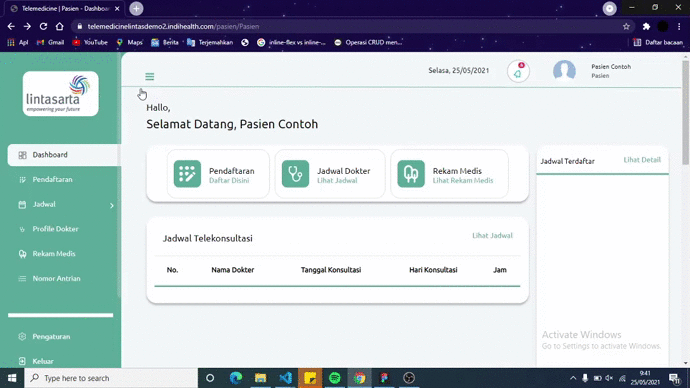 Telemedicine | Pasien - Dashboa
telemedicinelintasdemo2.indihealth.com/pasien/Pasien
Apl
Gmail
YouTube
Maps
Berita
Terjemahkan
inline-flex vs inline-...
Operasi CRUD men...
Daftar bacaan
lintasarta
empowering your future
Dashboard
Pendaftaran
Jadwal
Profile Dokter
Rekam Medis
Nomor Antrian
Pengaturan
Keluar
Selasa, 25/05/2021
Pasien Contoh
Pasien
Hallo,
Selamat Datang, Pasien Contoh
Pendaftaran
Daftar Disini
Jadwal Dokter
Lihat Jadwal
Rekam Medis
Lihat Rekam Medis
Jadwal Terdaftar
Lihat Detail
Jadwal Telekonsultasi
Lihat Jadwal
No. Nama Dokter Tanggal Konsultasi Hari Konsultasi Jam
Activate Windows
Go to Settings to activate Windows.
Type here to search
9:41
25/05/2021